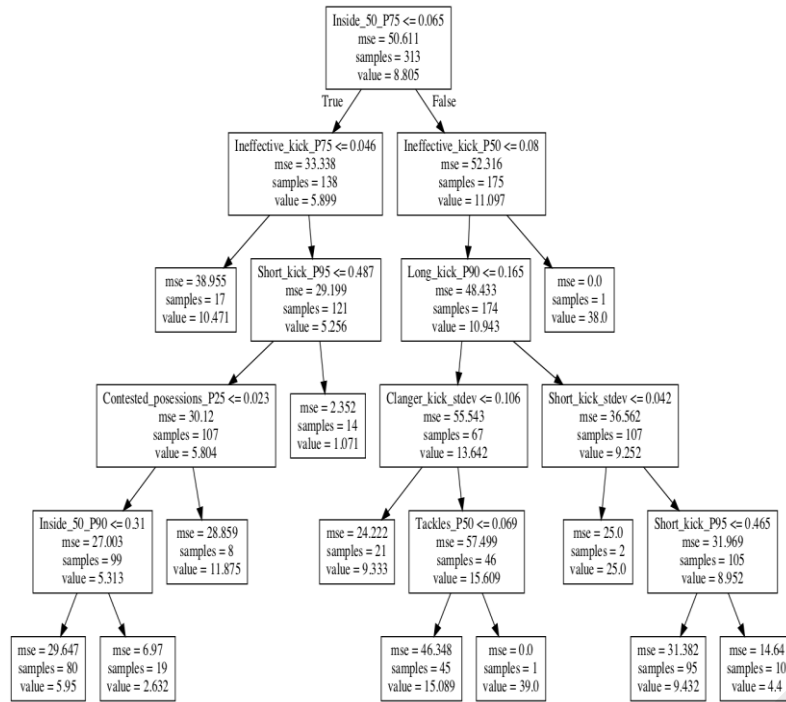 Inside_50_P75 <= 0.065
mse = 50.611
samples = 313
value = 8.805
True
False
Ineffective_kick_P75 <= 0.046
mse = 33.338
samples = 138
value = 5.899
Ineffective_kick_P50 <= 0.08
mse = 52.316
samples = 175
value = 11.097
mse = 38.955
samples = 17
value = 10.471
Short_kick_P95 <= 0.487
mse = 29.199
samples = 121
value = 5.256
Long_kick_P90 <= 0.165
mse = 48.433
samples = 174
value = 10.943
mse = 0.0
samples = 1
value = 38.0
Contested_posessions_P25 <= 0.023
mse = 30.12
samples = 107
value = 5.804
mse = 2.352
samples = 14
value = 1.071
Clanger_kick_stdev <= 0.106
mse = 55.543
samples = 67
value = 13.642
Short_kick_stdev <= 0.042
mse = 36.562
samples = 107
value = 9.252
Inside_50_P90 <= 0.31
mse = 27.003
samples = 99
value = 5.313
mse = 28.859
samples = 8
value = 11.875
mse = 24.222
samples = 21
value = 9.333
Tackles_P50 <= 0.069
mse = 57.499
samples = 46
value = 15.609
mse = 25.0
samples = 2
value = 25.0
Short_kick_P95 <= 0.465
mse = 31.969
samples = 105
value = 8.952
mse = 29.647
samples = 80
value = 5.95
mse = 6.97
samples = 19
value = 2.632
mse = 46.348
samples = 45
value = 15.089
mse = 0.0
samples = 1
value = 39.0
mse = 31.382
samples = 95
value = 9.432
mse = 14.64
samples = 10
value = 4.4